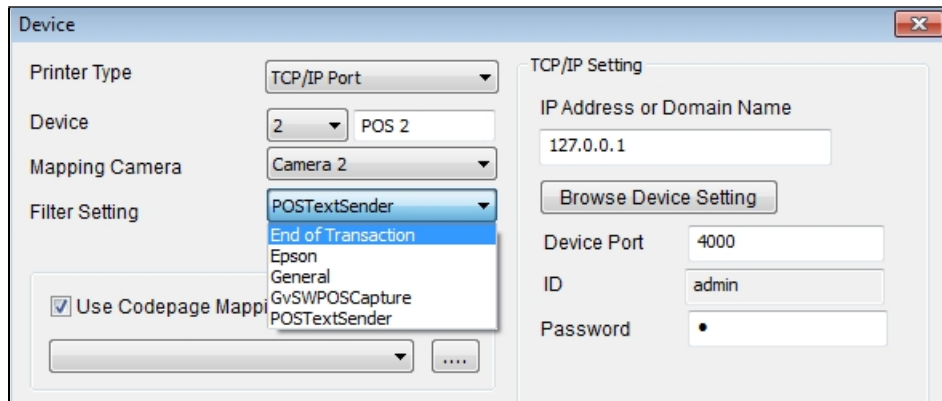 Device
Printer Type
TCP/IP Port
Device
2
POS 2
Mapping Camera
Camera 2
Filter Setting
POSTextSender
End of Transaction
Epson
General
GvSWPOSCapture
POSTextSender
Use Codepage Mappi
....
TCP/IP Setting
IP Address or Domain Name
127.0.0.1
Browse Device Setting
Device Port
4000
ID
admin
Password
•